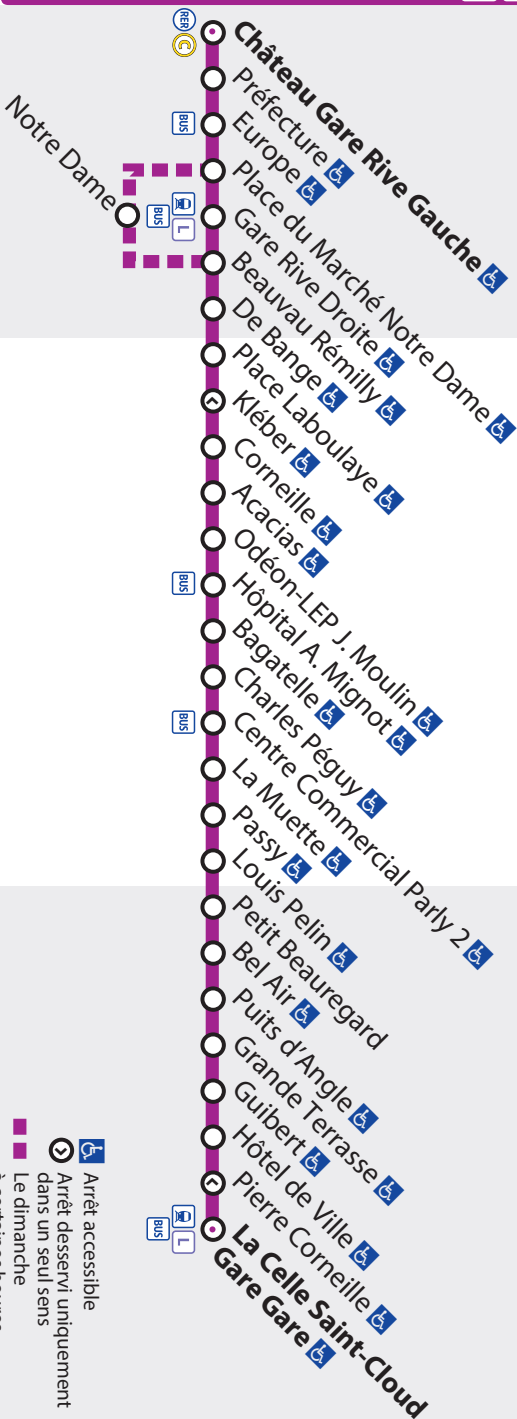 RER C
Château Gare Rive Gauche
Préfecture
BUS
Europe
Place du Marché Notre Dame
Notre Dame
BUS
L
Gare Rive Droite
Beauvau Rémilly
De Bange
Place Laboulaye
Kléber
Corneille
Acacias
Odéon-LEP J. Moulin
BUS
Hôpital A. Mignot
Bagatelle
Charles Péguy
BUS
Centre Commercial Parly 2
La Muette
Passy
Louis Pelin
Petit Beauregard
Bel Air
Puits d'Angle
Grande Terrasse
Guibert
Hôtel de Ville
Pierre Corneille
BUS
L
La Celle Saint-Cloud
Gare Gare
Arrêt accessible
Arrêt desservi uniquement
dans un seul sens
Le dimanche